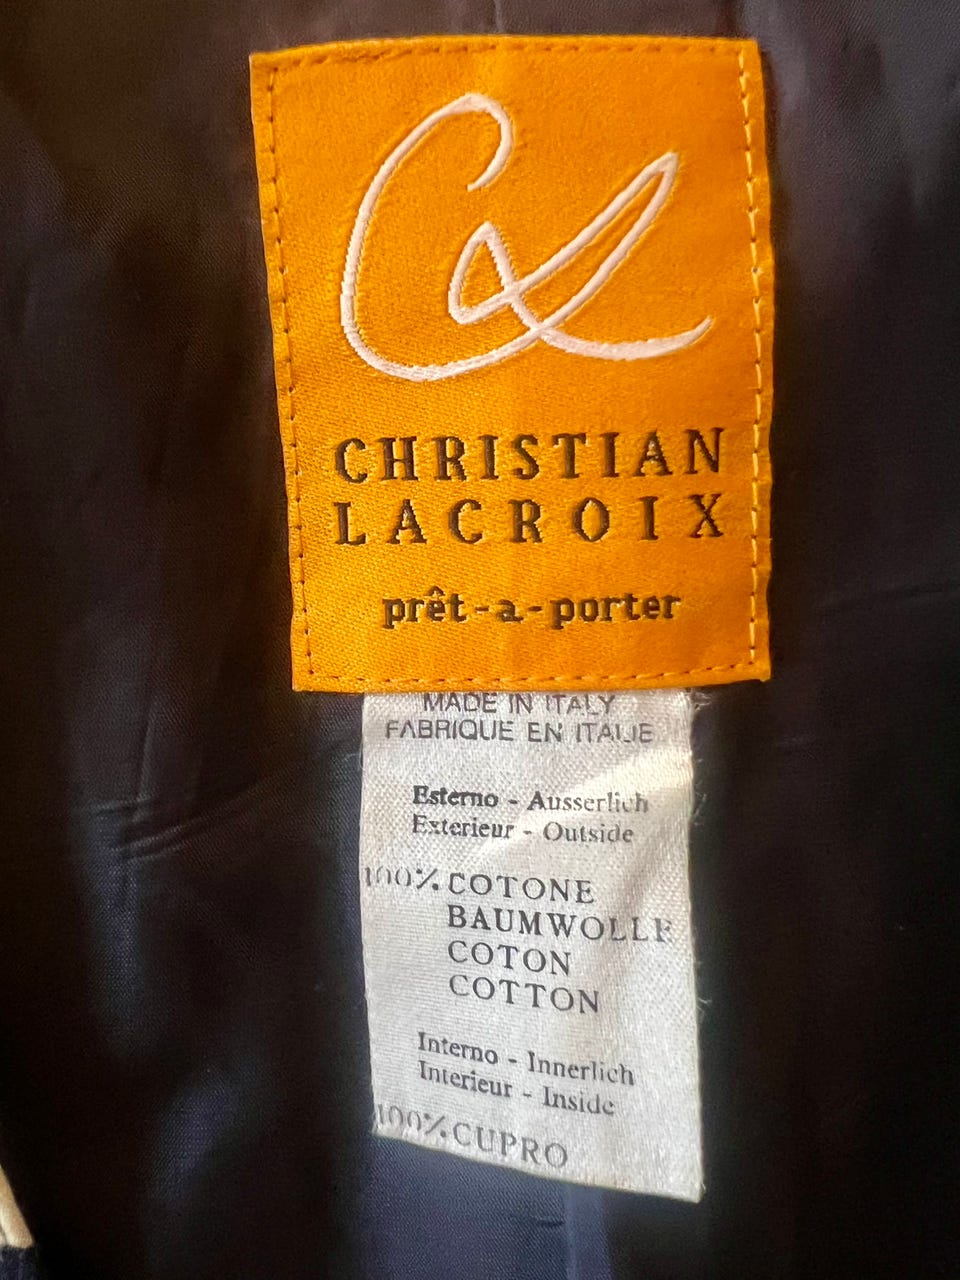 CL
CHRISTIAN
LACROIX
prêt-a-porter
MADE IN ITALY
FABRIQUE EN ITALIE
Esterno - Ausserlich
Exterieur - Outside
100% COTONE
BAUMWOLLE
COTON
COTTON
Interno - Innerlich
Interieur - Inside
100% CUPRO